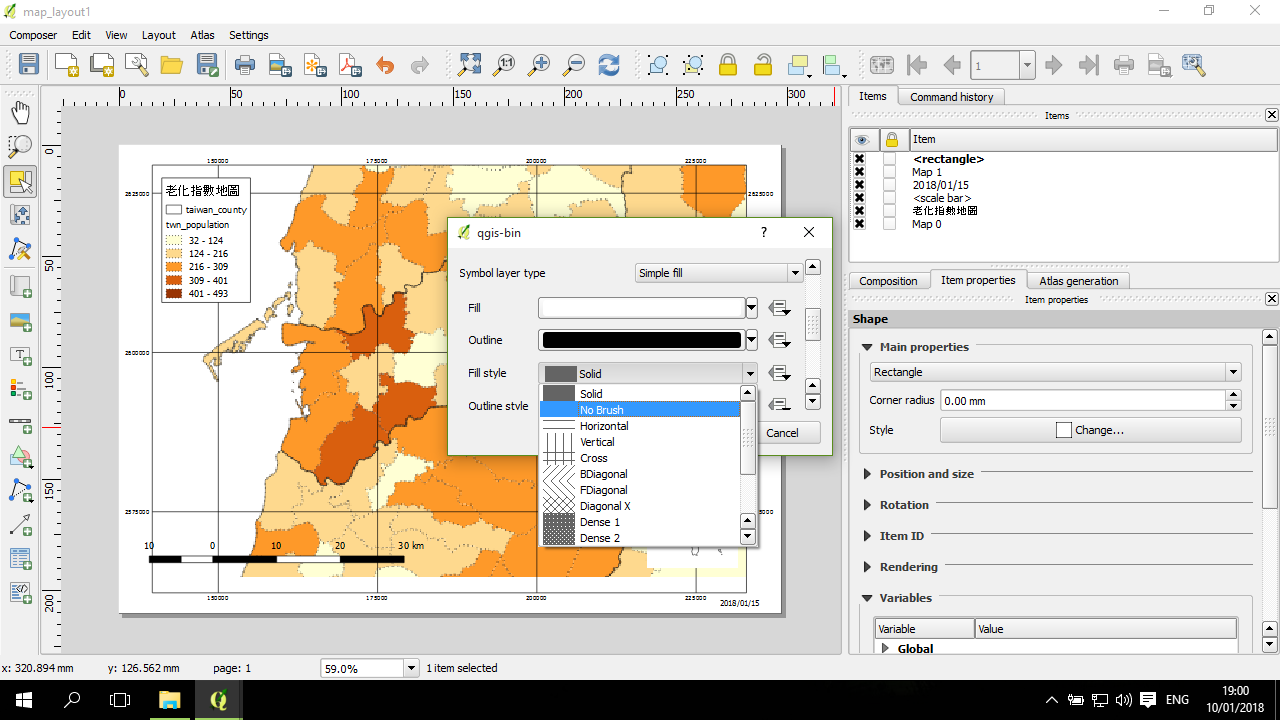 map_layout1
Composer Edit View Layout Atlas Settings
1:1
1
0 50 100 150 200 250 300
0
50
100
150
200
150000 175000 200000 225000
2625000 2625000
2600000
2575000
150000 175000 200000 225000
老化指數地圖
taiwan_county
twn_population
32 - 124
124 - 216
216 - 309
309 - 401
401 - 493
10 0 10 20 30 km
2018/01/15
qgis-bin ?
Symbol layer type Simple fill
Fill
Outline
Fill style Solid
Outline style
Solid
No Brush
Horizontal
Vertical
Cross
BDiagonal
FDiagonal
Diagonal X
Dense 1
Dense 2
Cancel
Items Command history
Items
Item
<rectangle>
Map 1
2018/01/15
<scale bar>
老化指數地圖
Map 0
Composition Item properties Atlas generation
Item properties
Shape
Main properties
Rectangle
Corner radius 0.00 mm
Style Change...
Position and size
Rotation
Item ID
Rendering
Variables
Variable Value
Global
x: 320.894 mm y: 126.562 mm page: 1 59.0% 1 item selected
ENG
19:00
10/01/2018